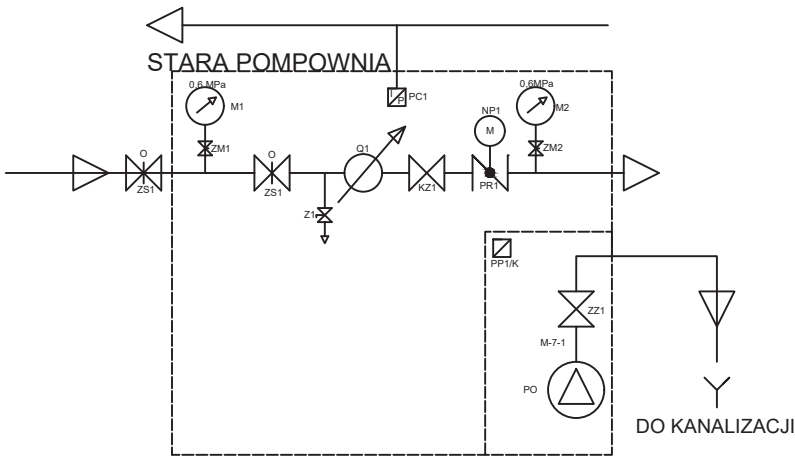 STARA POMPOWNIA
0,6 MPa
M1
I
P
PC1
0,6MPa
M2
NP1
M
O
ZS1
ZM1
O
ZS1
Q1
KZ1
PR1
ZM2
Z1
PP1/K
ZZ1
M-7-1
PO
DO KANALIZACJI